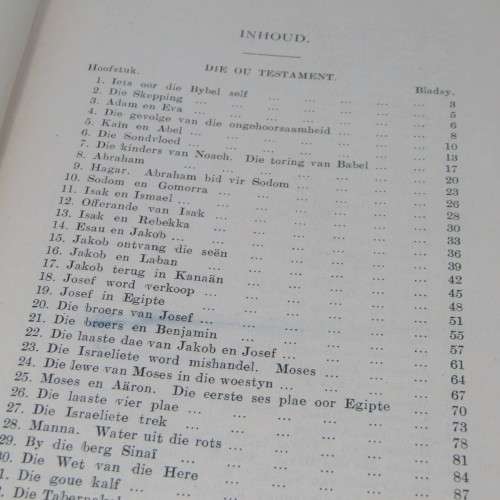 INHOUD.
DIE OU TESTAMENT.
Hoofstuk. Bladsy.
1. Iets oor die Bybel self ... ... ... ... ... 3
2. Die Skepping ... ... ... ... ... ... 5
3. Adam en Eva ... ... ... ... ... ... 6
4. Die gevolge van die ongehoorsaamheid ... ... ... 8
5. Kaïn en Abel ... ... ... ... ... ... 10
6. Die Sondvloed ... ... ... ... ... ... 13
7. Die kinders van Noach. Die toring van Babel ... ... 17
8. Abraham ... ... ... ... ... ... 20
9. Hagar. Abraham bid vir Sodom ... ... ... ... 23
10. Sodom en Gomorra ... ... ... ... ... 26
11. Isak en Ismael ... ... ... ... ... ... 28
12. Offerande van Isak ... ... ... ... ... 30
13. Isak en Rebekka ... ... ... ... ... 33
14. Esau en Jakob ... ... ... ... ... ... 36
15. Jakob ontvang die seën ... ... ... ... ... 39
16. Jakob en Laban ... ... ... ... ... 42
17. Jakob terug in Kanaän ... ... ... ... ... 45
18. Josef word verkoop ... ... ... ... ... 48
19. Josef in Egipte ... ... ... ... ... 51
20. Die broers van Josef ... ... ... ... ... 55
21. Die broers en Benjamin ... ... ... ... ... 57
22. Die laaste dae van Jakob en Josef ... ... ... 61
23. Die Israeliete word mishandel. Moses ... ... ... 64
24. Die lewe van Moses in die woestyn ... ... ... 67
25. Moses en Aäron. Die eerste ses plae oor Egipte 70
26. Die laaste vier plae ... ... ... ... ... 73
27. Die Israeliete trek ... ... ... ... ... 78
28. Manna. Water uit die rots ... ... ... ... 81
29. By die berg Sinaï ... ... ... ... ... 84
30. Die Wet van die Here ... ... ... ... 87
1. Die goue kalf ... ... ... ...